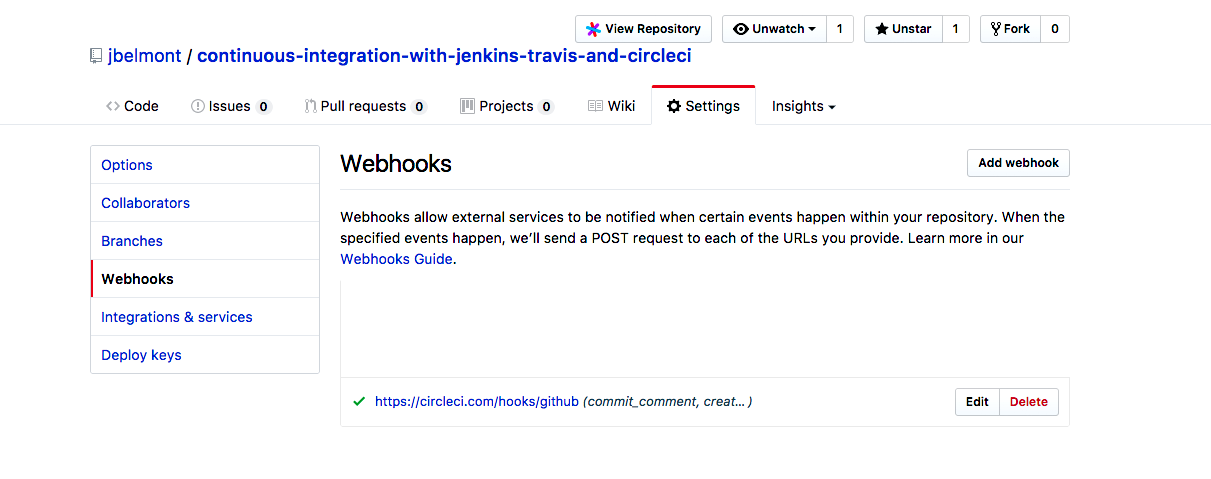 View Repository Unwatch 1 Unstar 1 Fork 0
jbelmont / continuous-integration-with-jenkins-travis-and-circleci
Code Issues 0 Pull requests 0 Projects 0 Wiki Settings Insights
Options
Collaborators
Branches
Webhooks
Integrations & services
Deploy keys
Webhooks Add webhook
Webhooks allow external services to be notified when certain events happen within your repository. When the
specified events happen, we’ll send a POST request to each of the URLs you provide. Learn more in our
Webhooks Guide.
https://circleci.com/hooks/github (commit_comment, creat... ) Edit Delete